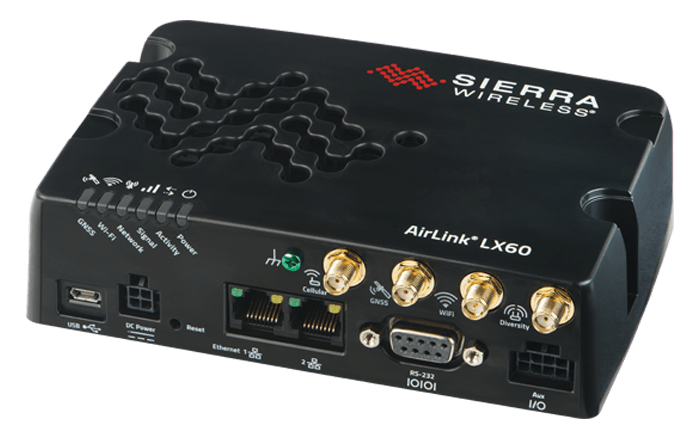 SIERRA
WIRELESS®
AirLink® LX60
GNSS
Wi-Fi
Network
Signal
Activity
Power
Cellular
GNSS
WiFi
Diversity
USB
DC Power
Reset
Ethernet 1
2
RS-232
IOIOI
Aux
I/O